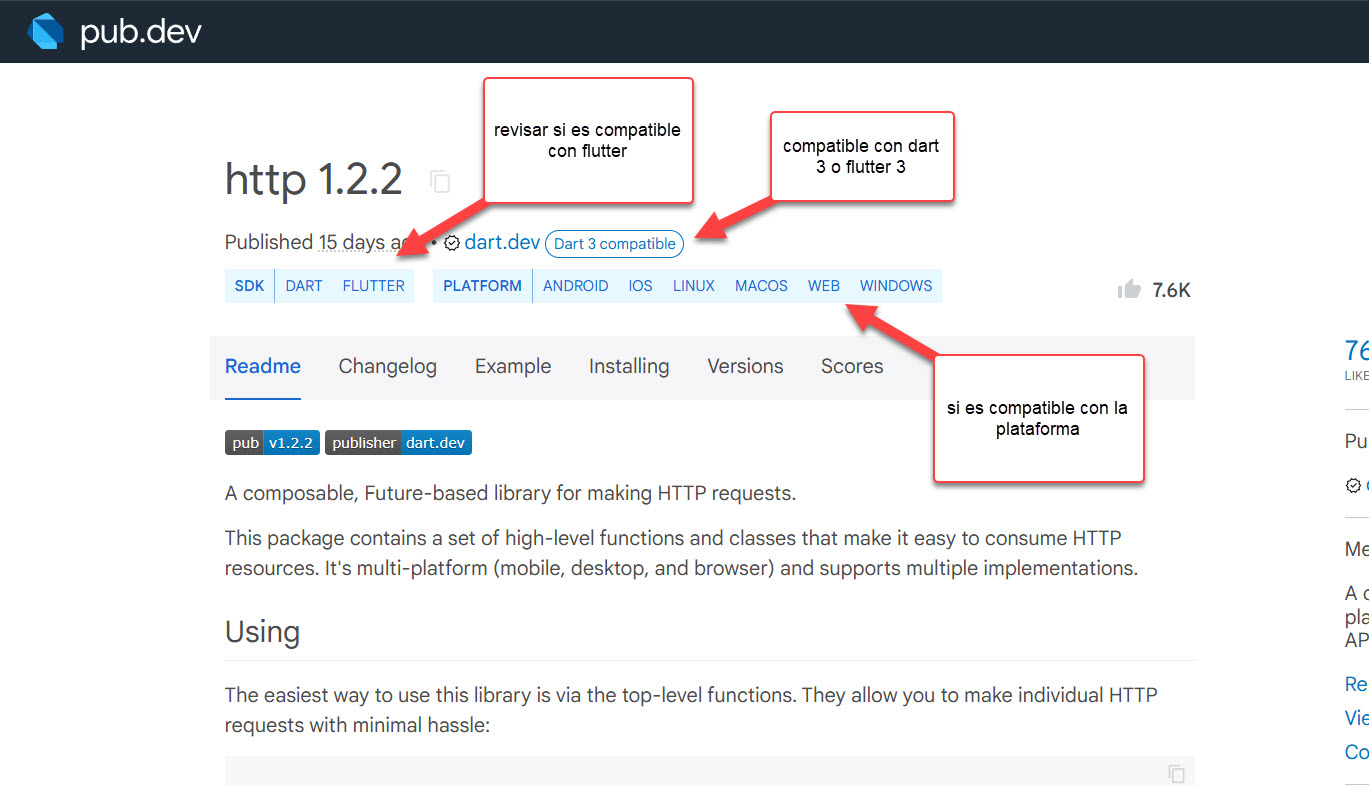 pub.dev
revisar si es compatible
con flutter
compatible con dart
3 o flutter 3
http 1.2.2
Published 15 days ag • dart.dev Dart 3 compatible
SDK DART FLUTTER PLATFORM ANDROID IOS LINUX MACOS WEB WINDOWS
7.6K
Readme Changelog Example Installing Versions Scores
76
LIKE
si es compatible con la
plataforma
pub v1.2.2 publisher dart.dev
Pu
A composable, Future-based library for making HTTP requests.
This package contains a set of high-level functions and classes that make it easy to consume HTTP
resources. It's multi-platform (mobile, desktop, and browser) and supports multiple implementations.
Me
A c
pla
AP
Using
The easiest way to use this library is via the top-level functions. They allow you to make individual HTTP
requests with minimal hassle:
Re
Vie
Co